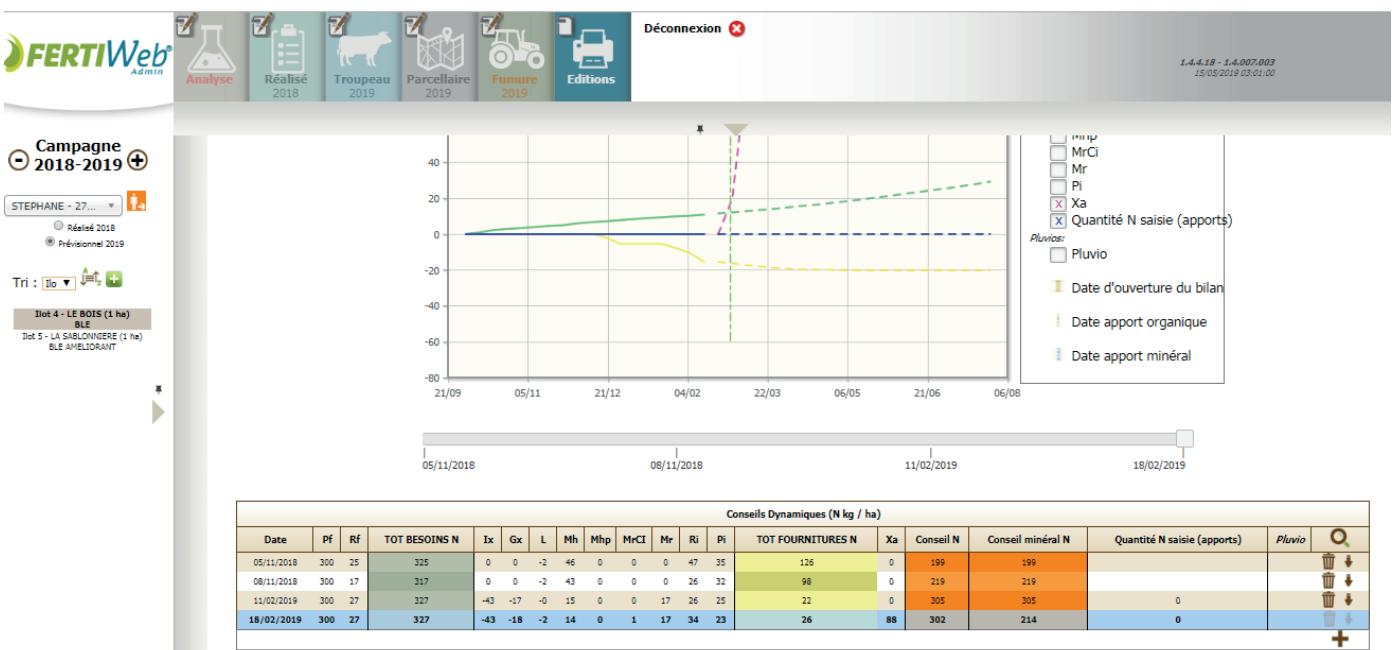 FERTIWeb®
Admin
Analyse
Réalisé
2018
Troupeau
2019
Parcellaire
2019
Fumure
2019
Editions
Déconnexion
1.4.4.18 - 1.4.007.003
15/05/2019 03:01:00
Campagne
2018-2019
STEPHANE - 27...
Réalisé 2018
Prévisionnel 2019
Tri : Ilo
Ilot 4 - LE BOIS (1 ha)
BLE
Ilot 5 - LA SABLONNIERE (1 ha)
BLE AMELIORANT
40
20
0
-20
-40
-60
-80
21/09 05/11 21/12 04/02 22/03 06/05 21/06 06/08
Mhp
MrCi
Mr
Pi
X Xa
X Quantité N saisie (apports)
Pluvios:
Pluvio
Date d'ouverture du bilan
Date apport organique
Date apport minéral
05/11/2018 08/11/2018 11/02/2019 18/02/2019
Conseils Dynamiques (N kg / ha)
Date Pf Rf TOT BESOINS N Ix Gx L Mh Mhp MrCI Mr Ri Pi TOT FOURNITURES N Xa Conseil N Conseil minéral N Quantité N saisie (apports) Pluvio
05/11/2018 300 25 325 0 0 -2 46 0 0 0 47 35 126 0 199 199
08/11/2018 300 17 317 0 0 -2 43 0 0 0 26 32 98 0 219 219
11/02/2019 300 27 327 -43 -17 -0 15 0 0 17 26 25 22 0 305 305 0
18/02/2019 300 27 327 -43 -18 -2 14 0 1 17 34 23 26 88 302 214 0